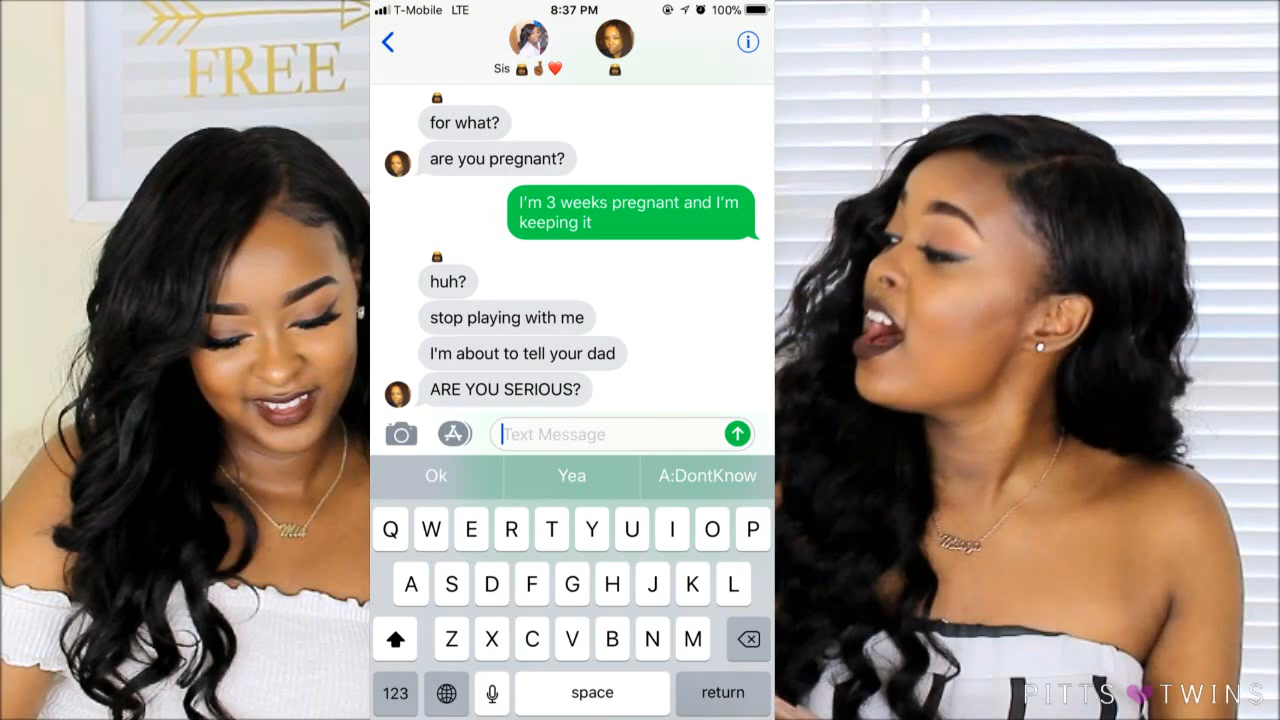 FREE
T-Mobile LTE
8:37 PM
100%
Sis
for what?
are you pregnant?
I'm 3 weeks pregnant and I'm
keeping it
huh?
stop playing with me
I'm about to tell your dad
ARE YOU SERIOUS?
Text Message
Ok
Yea
A:DontKnow
Q W E R T Y U I O P
A S D F G H J K L
Z X C V B N M
123
space
return
Mia
PITTS TWINS